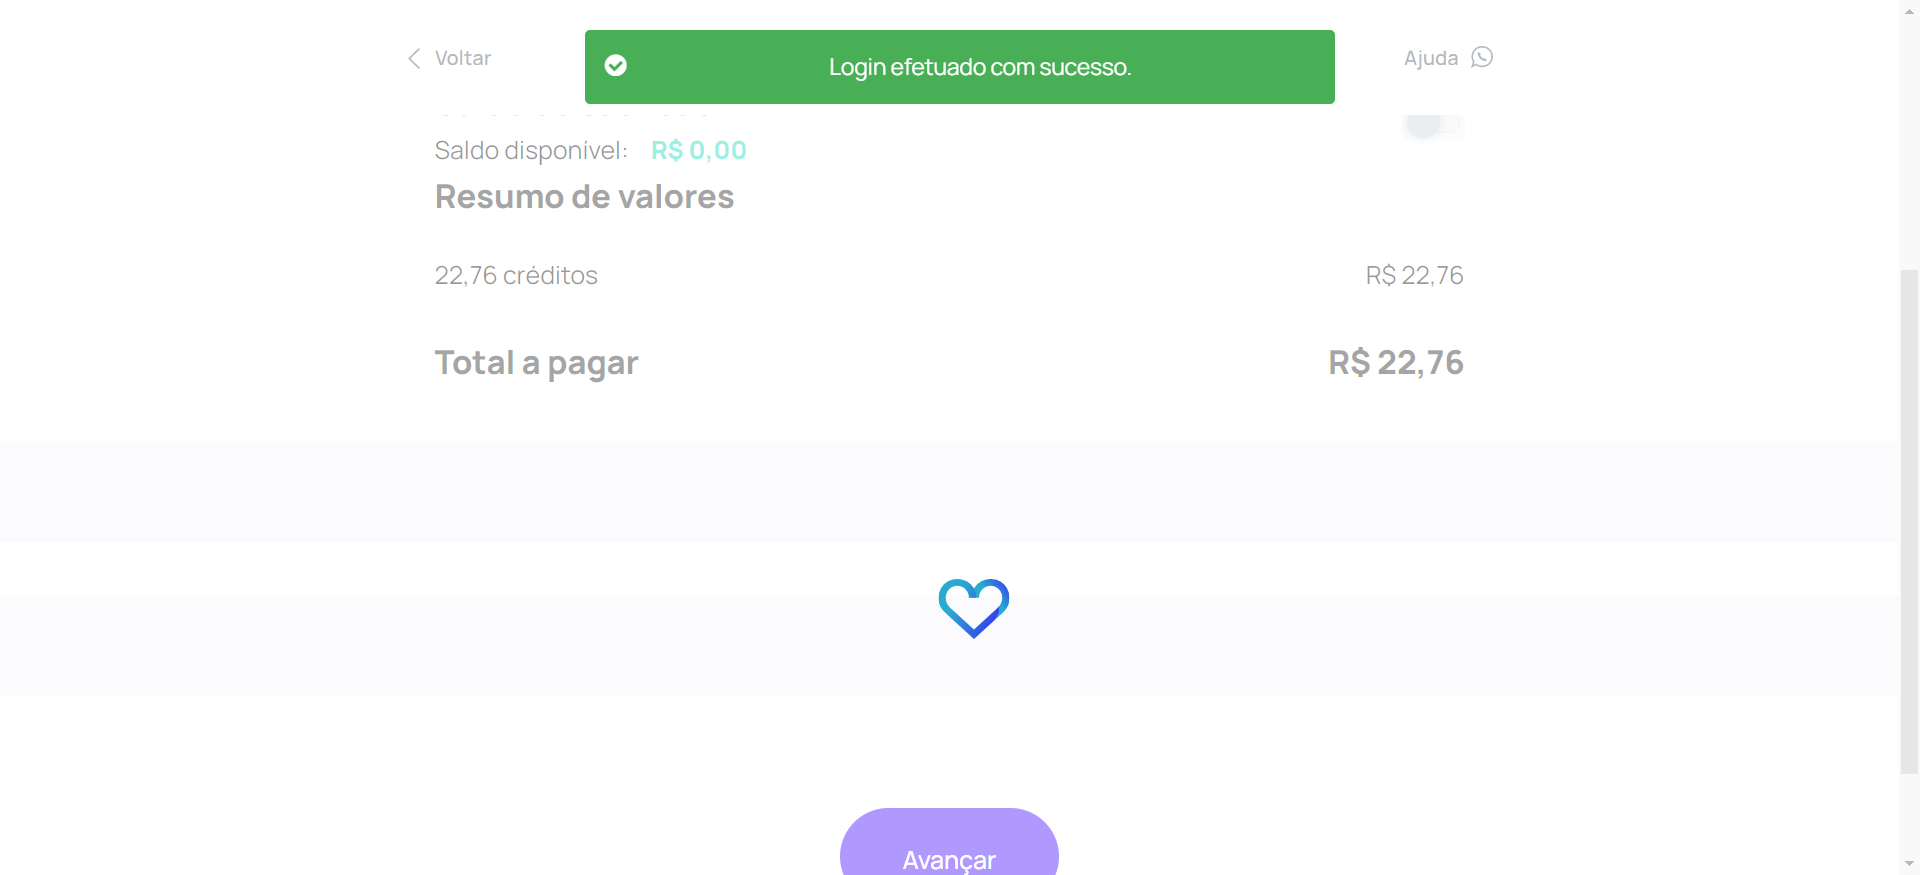 Voltar
Login efetuado com sucesso.
Ajuda
Saldo disponível: R$ 0,00
Resumo de valores
22,76 créditos R$ 22,76
Total a pagar R$ 22,76
Avançar